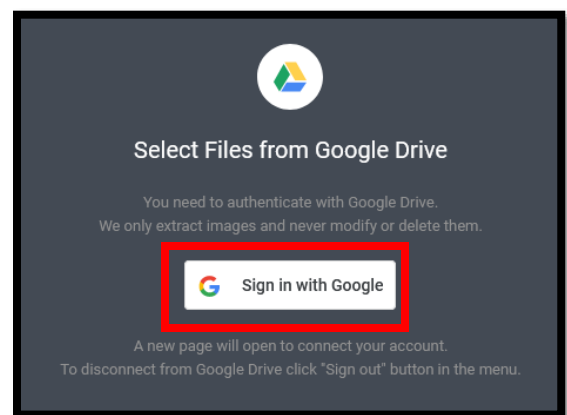 Select Files from Google Drive
You need to authenticate with Google Drive.
We only extract images and never modify or delete them.
Sign in with Google
A new page will open to connect your account.
To disconnect from Google Drive click "Sign out" button in the menu.